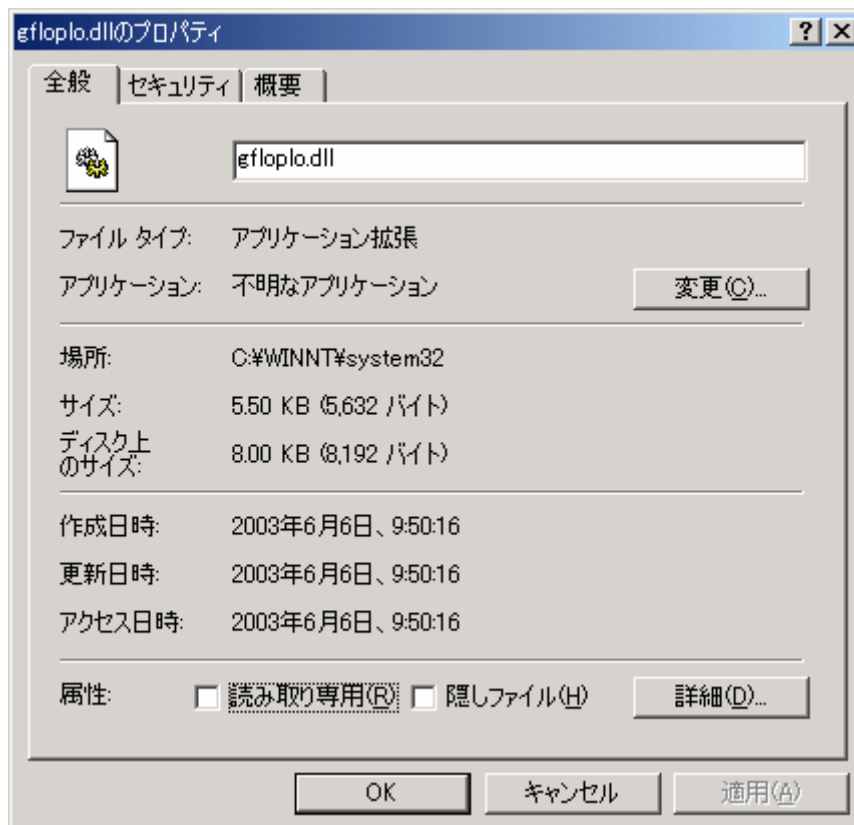 gfloplo.dllのプロパティ
全般 セキュリティ 概要
gfloplo.dll
ファイル タイプ: アプリケーション拡張
アプリケーション: 不明なアプリケーション 変更(C)...
場所: C:¥WINNT¥system32
サイズ: 5.50 KB (5,632 バイト)
ディスク上
のサイズ: 8.00 KB (8,192 バイト)
作成日時: 2003年6月6日、9:50:16
更新日時: 2003年6月6日、9:50:16
アクセス日時: 2003年6月6日、9:50:16
属性: 読み取り専用(R) 隠しファイル(H) 詳細(D)...
OK キャンセル 適用(A)